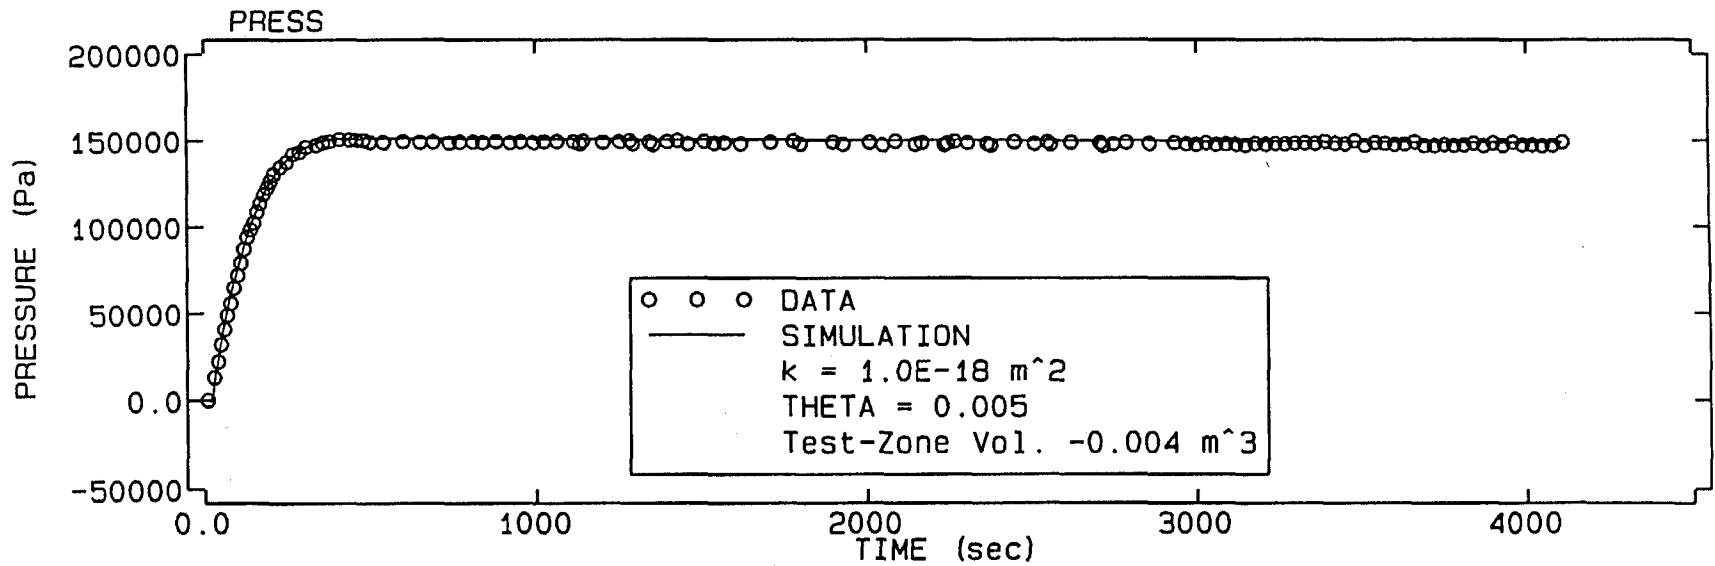 PRESS
200000
150000
100000
50000
0.0
-50000
PRESSURE (Pa)
DATA
SIMULATION
k = 1.0E-18 m^2
THETA = 0.005
Test-Zone Vol. -0.004 m^3
0.0 1000 2000 3000 4000
TIME (sec)